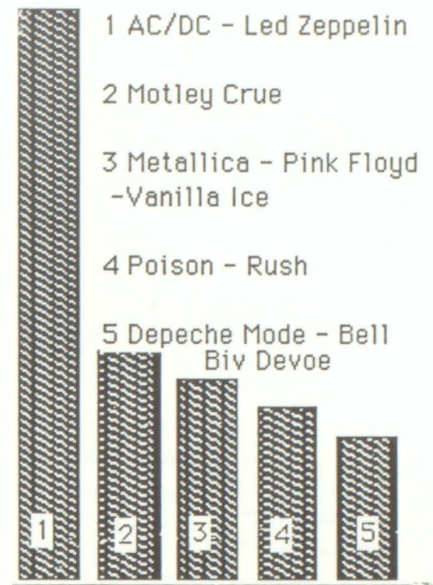 1 AC/DC - Led Zeppelin
2 Motley Crue
3 Metallica - Pink Floyd
-Vanilla Ice
4 Poison - Rush
5 Depeche Mode - Bell
Biv Devoe
1 2 3 4 5